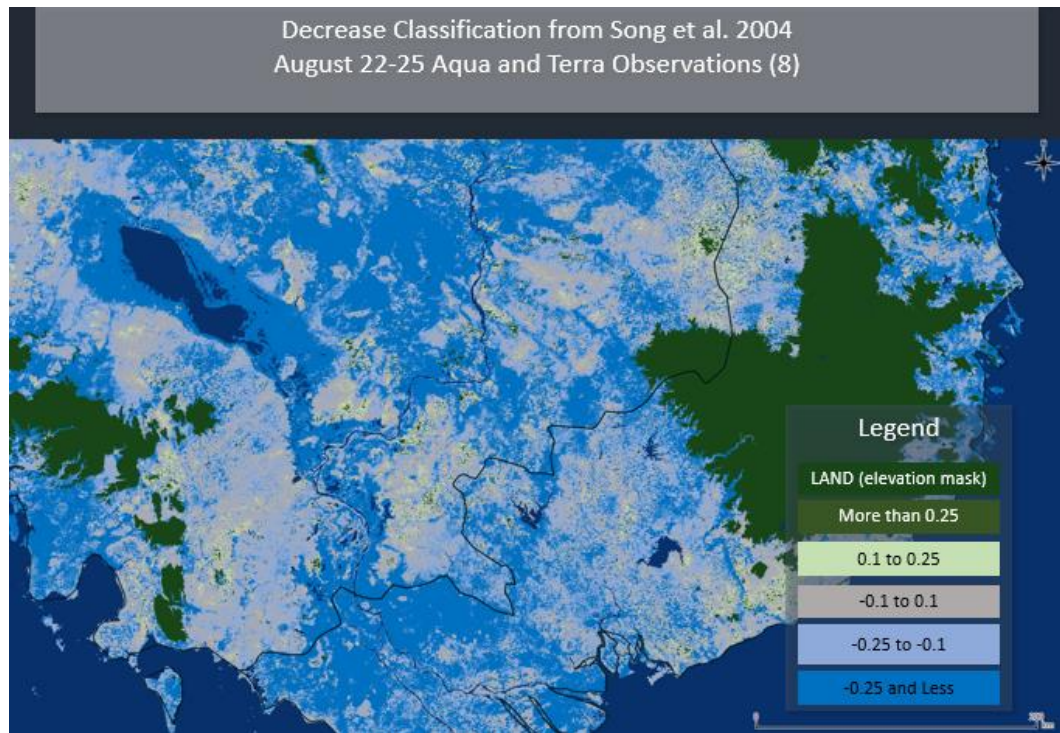 Decrease Classification from Song et al. 2004
August 22-25 Aqua and Terra Observations (8)
Legend
LAND (elevation mask)
More than 0.25
0.1 to 0.25
-0.1 to 0.1
-0.25 to -0.1
-0.25 and Less